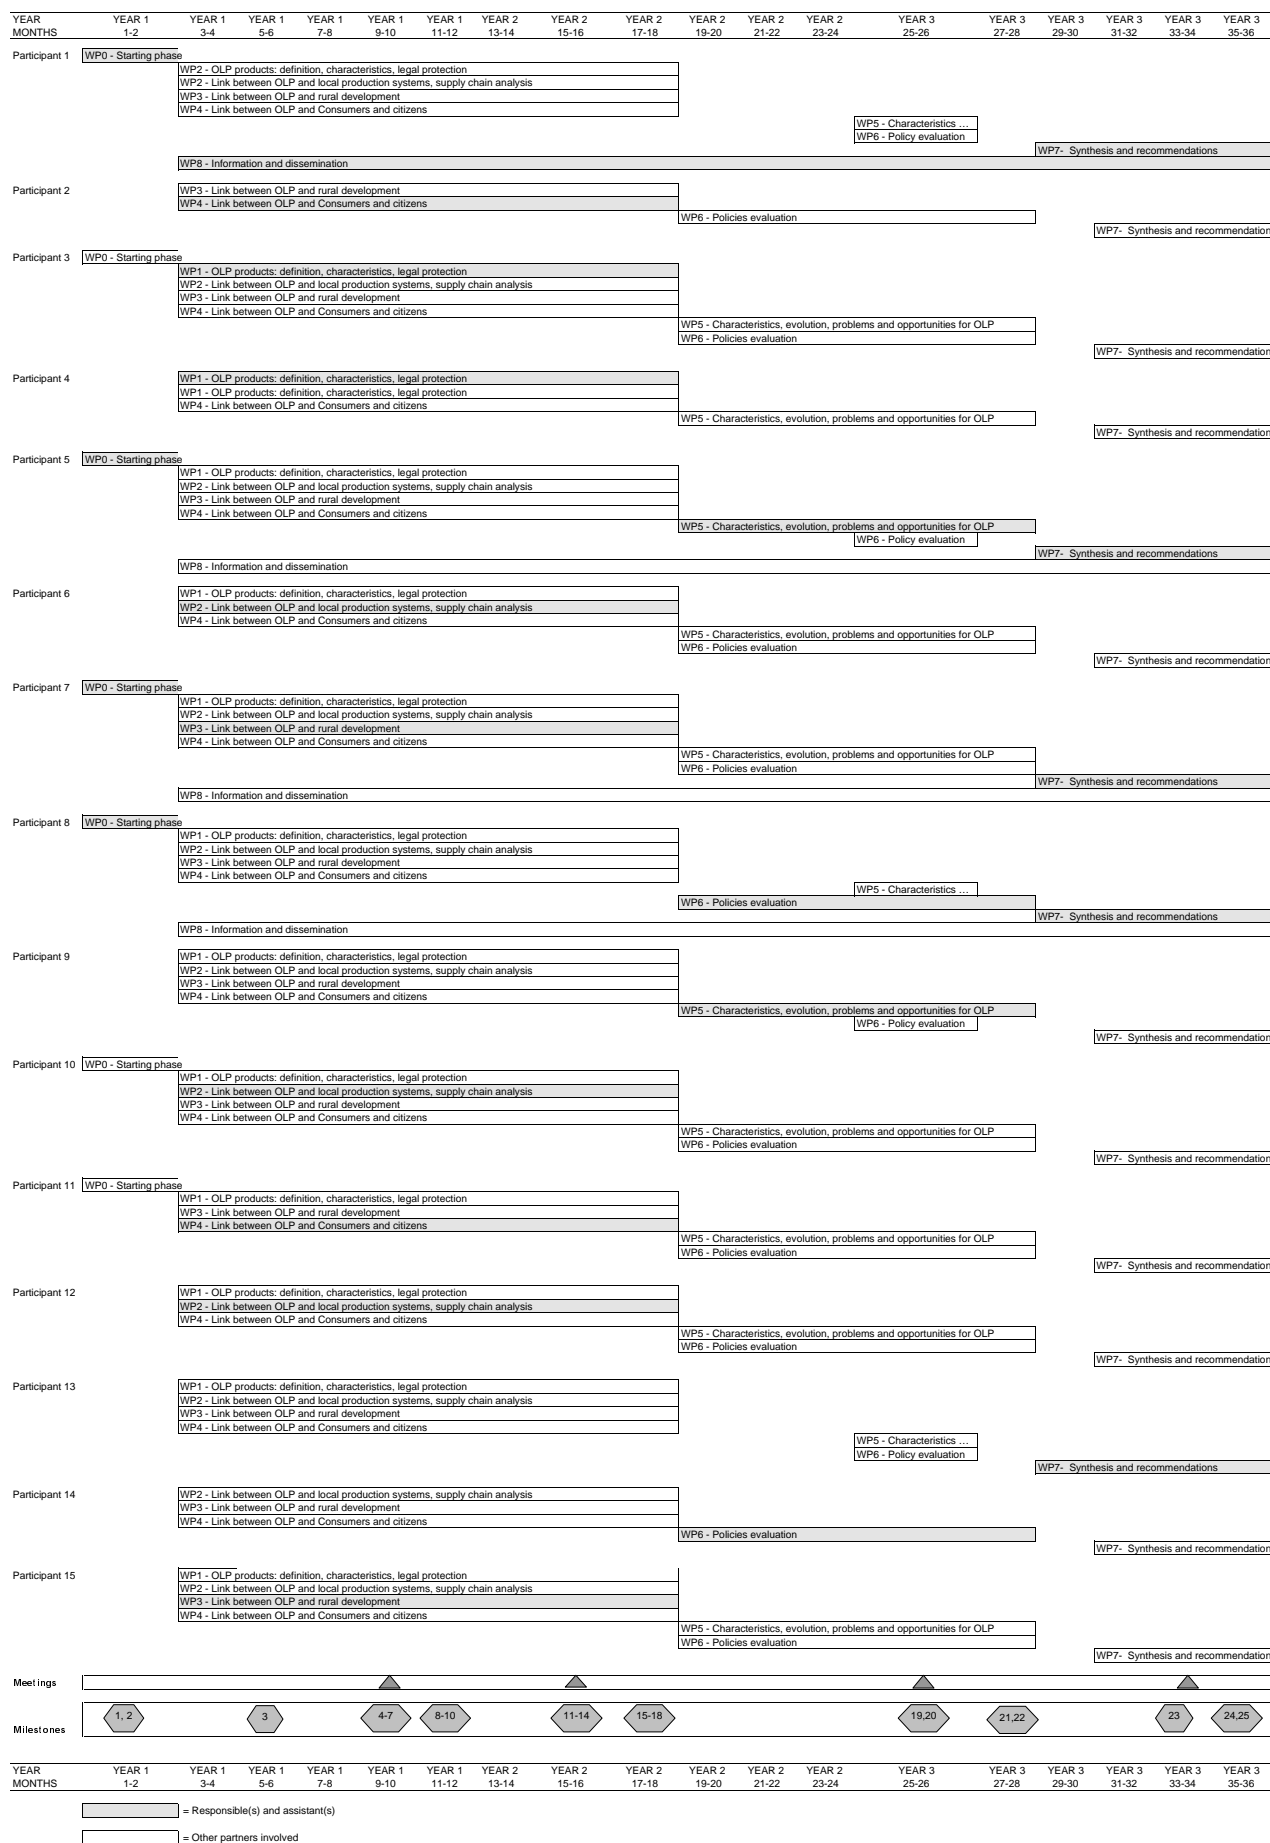 YEAR YEAR 1 YEAR 1 YEAR 1 YEAR 1 YEAR 1 YEAR 1 YEAR 2 YEAR 2 YEAR 2 YEAR 2 YEAR 2 YEAR 2 YEAR 3 YEAR 3 YEAR 3 YEAR 3 YEAR 3 YEAR 3
MONTHS 1-2 3-4 5-6 7-8 9-10 11-12 13-14 15-16 17-18 19-20 21-22 23-24 25-26 27-28 29-30 31-32 33-34 35-36
Participant 1 WP0 - Starting phase
WP2 - OLP products: definition, characteristics, legal protection
WP2 - Link between OLP and local production systems, supply chain analysis
WP3 - Link between OLP and rural development
WP4 - Link between OLP and Consumers and citizens
WP5 - Characteristics ...
WP6 - Policy evaluation
WP7- Synthesis and recommendations
WP8 - Information and dissemination
Participant 2 WP3 - Link between OLP and rural development
WP4 - Link between OLP and Consumers and citizens
WP6 - Policies evaluation
WP7- Synthesis and recommendation
Participant 3 WP0 - Starting phase
WP1 - OLP products: definition, characteristics, legal protection
WP2 - Link between OLP and local production systems, supply chain analysis
WP3 - Link between OLP and rural development
WP4 - Link between OLP and Consumers and citizens
WP5 - Characteristics, evolution, problems and opportunities for OLP
WP6 - Policies evaluation
WP7- Synthesis and recommendation
Participant 4 WP1 - OLP products: definition, characteristics, legal protection
WP1 - OLP products: definition, characteristics, legal protection
WP4 - Link between OLP and Consumers and citizens
WP5 - Characteristics, evolution, problems and opportunities for OLP
WP7- Synthesis and recommendation
Participant 5 WP0 - Starting phase
WP1 - OLP products: definition, characteristics, legal protection
WP2 - Link between OLP and local production systems, supply chain analysis
WP3 - Link between OLP and rural development
WP4 - Link between OLP and Consumers and citizens
WP5 - Characteristics, evolution, problems and opportunities for OLP
WP6 - Policy evaluation
WP7- Synthesis and recommendations
WP8 - Information and dissemination
Participant 6 WP1 - OLP products: definition, characteristics, legal protection
WP2 - Link between OLP and local production systems, supply chain analysis
WP4 - Link between OLP and Consumers and citizens
WP5 - Characteristics, evolution, problems and opportunities for OLP
WP6 - Policies evaluation
WP7- Synthesis and recommendation
Participant 7 WP0 - Starting phase
WP1 - OLP products: definition, characteristics, legal protection
WP2 - Link between OLP and local production systems, supply chain analysis
WP3 - Link between OLP and rural development
WP4 - Link between OLP and Consumers and citizens
WP5 - Characteristics, evolution, problems and opportunities for OLP
WP6 - Policies evaluation
WP7- Synthesis and recommendations
WP8 - Information and dissemination
Participant 8 WP0 - Starting phase
WP1 - OLP products: definition, characteristics, legal protection
WP2 - Link between OLP and local production systems, supply chain analysis
WP3 - Link between OLP and rural development
WP4 - Link between OLP and Consumers and citizens
WP5 - Characteristics ...
WP6 - Policies evaluation
WP7- Synthesis and recommendations
WP8 - Information and dissemination
Participant 9 WP1 - OLP products: definition, characteristics, legal protection
WP2 - Link between OLP and local production systems, supply chain analysis
WP3 - Link between OLP and rural development
WP4 - Link between OLP and Consumers and citizens
WP5 - Characteristics, evolution, problems and opportunities for OLP
WP6 - Policy evaluation
WP7- Synthesis and recommendation
Participant 10 WP0 - Starting phase
WP1 - OLP products: definition, characteristics, legal protection
WP2 - Link between OLP and local production systems, supply chain analysis
WP3 - Link between OLP and rural development
WP4 - Link between OLP and Consumers and citizens
WP5 - Characteristics, evolution, problems and opportunities for OLP
WP6 - Policies evaluation
WP7- Synthesis and recommendation
Participant 11 WP0 - Starting phase
WP1 - OLP products: definition, characteristics, legal protection
WP3 - Link between OLP and rural development
WP4 - Link between OLP and Consumers and citizens
WP5 - Characteristics, evolution, problems and opportunities for OLP
WP6 - Policies evaluation
WP7- Synthesis and recommendation
Participant 12 WP1 - OLP products: definition, characteristics, legal protection
WP2 - Link between OLP and local production systems, supply chain analysis
WP4 - Link between OLP and Consumers and citizens
WP5 - Characteristics, evolution, problems and opportunities for OLP
WP6 - Policies evaluation
WP7- Synthesis and recommendation
Participant 13 WP1 - OLP products: definition, characteristics, legal protection
WP2 - Link between OLP and local production systems, supply chain analysis
WP3 - Link between OLP and rural development
WP4 - Link between OLP and Consumers and citizens
WP5 - Characteristics ...
WP6 - Policy evaluation
WP7- Synthesis and recommendations
Participant 14 WP2 - Link between OLP and local production systems, supply chain analysis
WP3 - Link between OLP and rural development
WP4 - Link between OLP and Consumers and citizens
WP6 - Policies evaluation
WP7- Synthesis and recommendation
Participant 15 WP1 - OLP products: definition, characteristics, legal protection
WP2 - Link between OLP and local production systems, supply chain analysis
WP3 - Link between OLP and rural development
WP4 - Link between OLP and Consumers and citizens
WP5 - Characteristics, evolution, problems and opportunities for OLP
WP6 - Policies evaluation
WP7- Synthesis and recommendation
Meetings
Milestones 1, 2 3 4-7 8-10 11-14 15-18 19,20 21,22 23 24,25
YEAR YEAR 1 YEAR 1 YEAR 1 YEAR 1 YEAR 1 YEAR 1 YEAR 2 YEAR 2 YEAR 2 YEAR 2 YEAR 2 YEAR 2 YEAR 3 YEAR 3 YEAR 3 YEAR 3 YEAR 3 YEAR 3
MONTHS 1-2 3-4 5-6 7-8 9-10 11-12 13-14 15-16 17-18 19-20 21-22 23-24 25-26 27-28 29-30 31-32 33-34 35-36
= Responsible(s) and assistant(s)
= Other partners involved